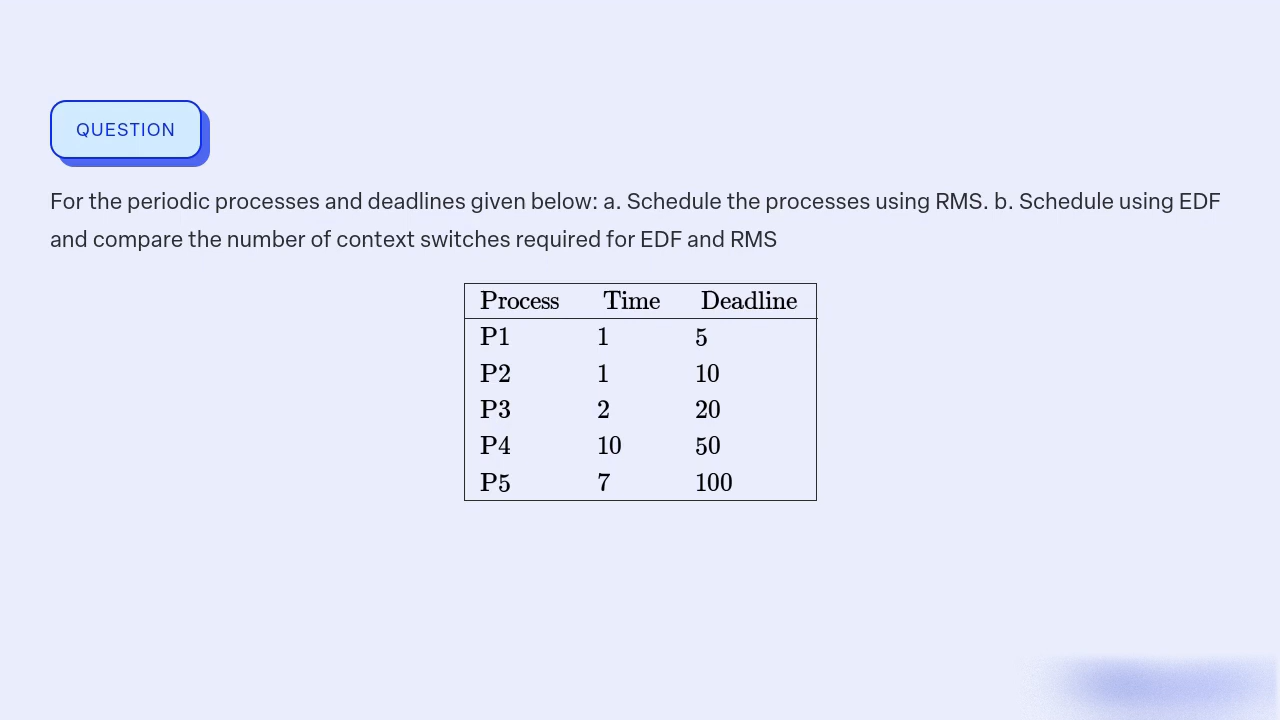 QUESTION
For the periodic processes and deadlines given below: a. Schedule the processes using RMS. b. Schedule using EDF
and compare the number of context switches required for EDF and RMS
Process Time Deadline
P1 1 5
P2 1 10
P3 2 20
P4 10 50
P5 7 100